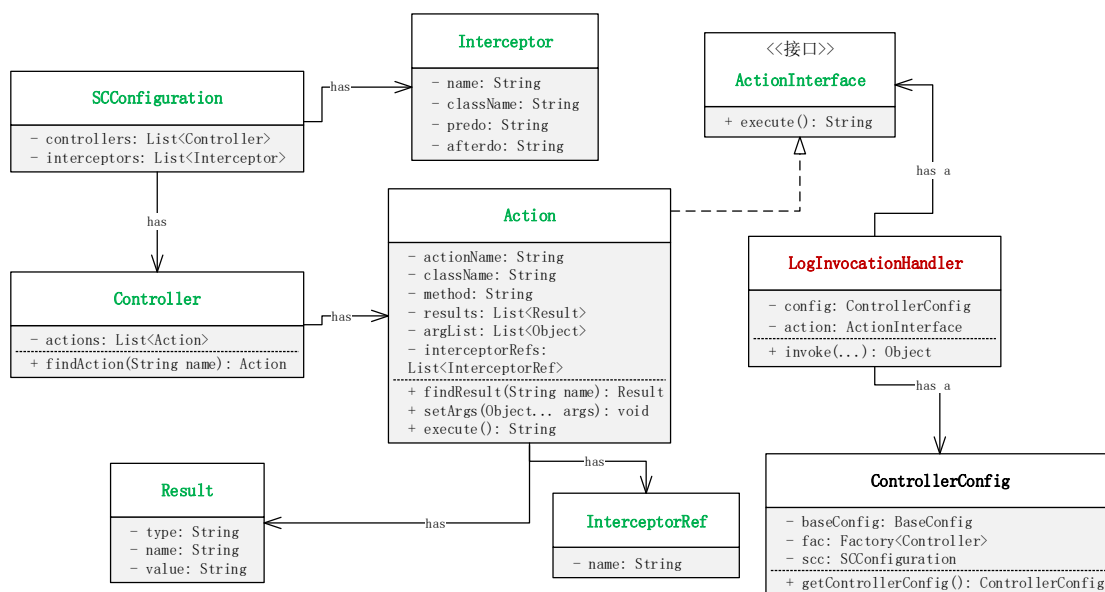 Interceptor
- name: String
- className: String
- predo: String
- afterdo: String
<<接口>>
ActionInterface
+ execute(): String
SCConfiguration
- controllers: List<Controller>
- interceptors: List<Interceptor>
has
has
has a
Action
- actionName: String
- className: String
- method: String
- results: List<Result>
- argList: List<Object>
- interceptorRefs:
List<InterceptorRef>
+ findResult(String name): Result
+ setArgs(Object... args): void
+ execute(): String
LogInvocationHandler
- config: ControllerConfig
- action: ActionInterface
+ invoke(...): Object
Controller
- actions: List<Action>
+ findAction(String name): Action
has
has a
has
has
Result
- type: String
- name: String
- value: String
InterceptorRef
- name: String
ControllerConfig
- baseConfig: BaseConfig
- fac: Factory<Controller>
- scc: SCConfiguration
+ getControllerConfig(): ControllerConfig